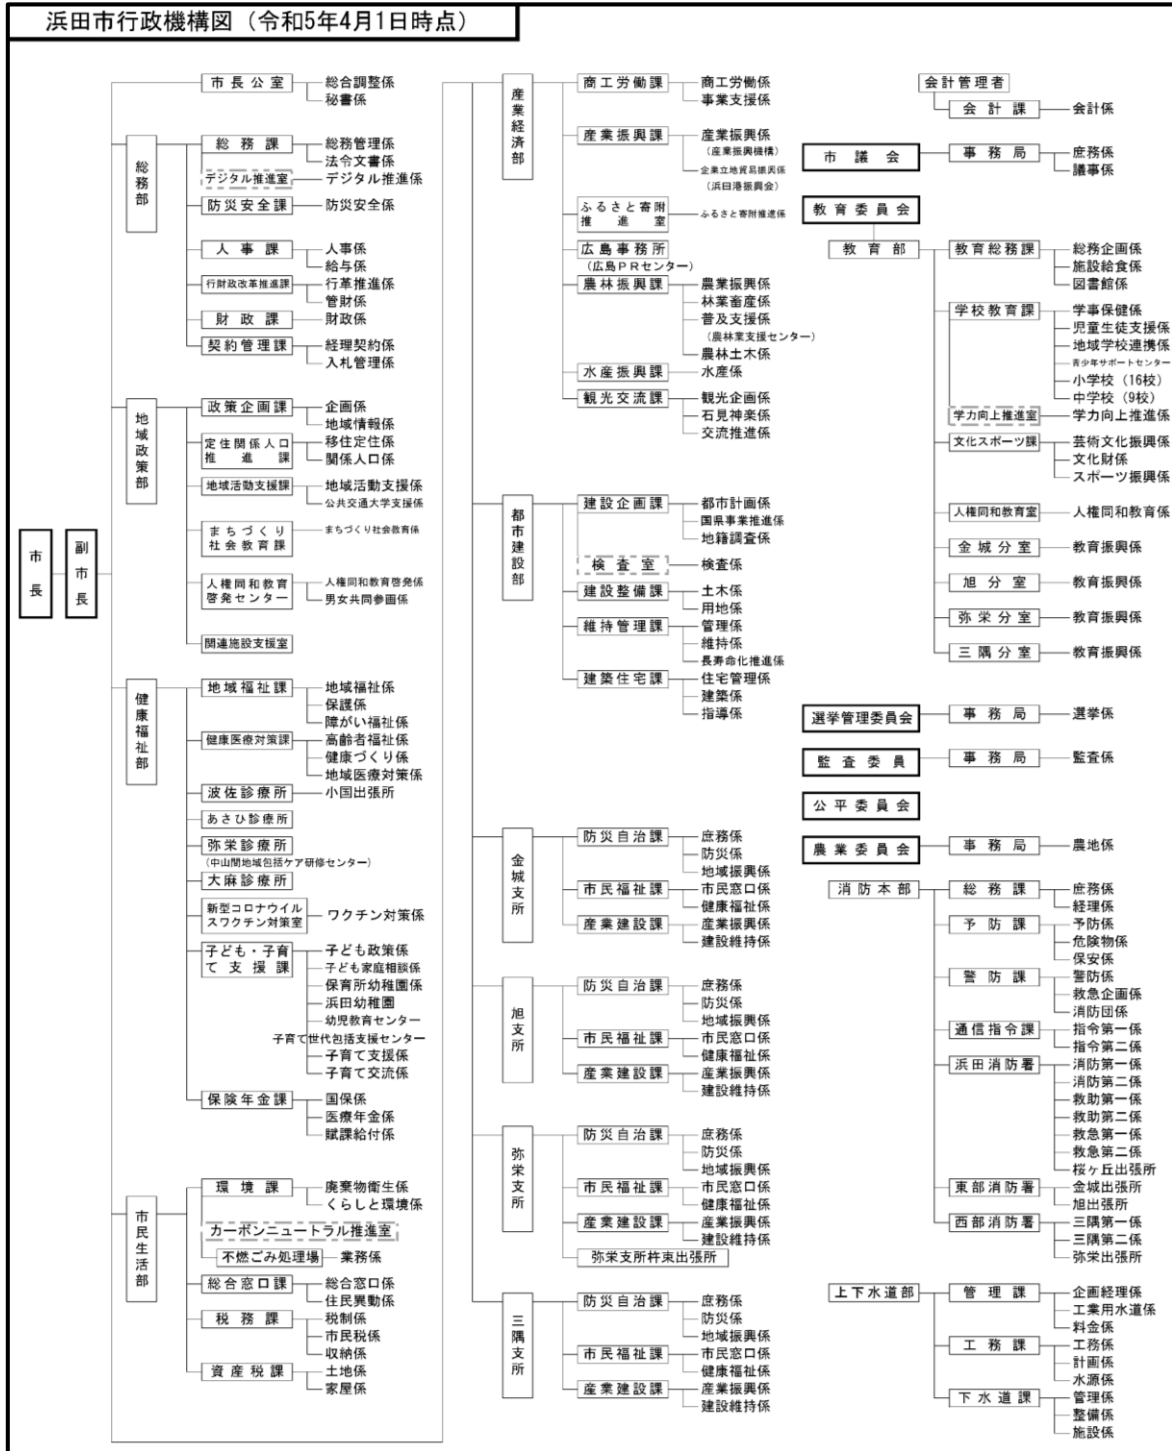 浜田市行政機構図（令和5年4月1日時点）
市長
副市長
市長公室
総合調整係
秘書係
総務部
総務課
総務管理係
法令文書係
デジタル推進室
デジタル推進係
防災安全課
防災安全係
人事課
人事係
給与係
行財政改革推進課
行革推進係
管財係
財政課
財政係
契約管理課
経理契約係
入札管理係
地域政策部
政策企画課
企画係
地域情報係
定住関係人口
推進課
移住定住係
関係人口係
地域活動支援課
地域活動支援係
公共交通大学支援係
まちづくり
社会教育課
まちづくり社会教育係
人権同和教育
啓発センター
人権同和教育啓発係
男女共同参画係
関連施設支援室
健康福祉部
地域福祉課
地域福祉係
保護係
障がい福祉係
健康医療対策課
高齢者福祉係
健康づくり係
地域医療対策係
波佐診療所
小国出張所
あさひ診療所
弥栄診療所
（中山間地域包括ケア研修センター）
大麻診療所
新型コロナウイル
スワクチン対策室
ワクチン対策係
子ども・子育
て支援課
子ども政策係
子ども家庭相談係
保育所幼稚園係
浜田幼稚園
幼児教育センター
子育て世代包括支援センター
子育て支援係
子育て交流係
保険年金課
国保係
医療年金係
賦課給付係
市民生活部
環境課
廃棄物衛生係
くらしと環境係
カーボンニュートラル推進室
不燃ごみ処理場
業務係
総合窓口課
総合窓口係
住民異動係
税務課
税制係
市民税係
収納係
資産税課
土地係
家屋係
産業経済部
商工労働課
商工労働係
事業支援係
産業振興課
産業振興係
（産業振興機構）
企業立地貿易振興係
（浜田港振興会）
ふるさと寄附
推進室
ふるさと寄附推進係
広島事務所
（広島PRセンター）
農林振興課
農業振興係
林業畜産係
普及支援係
（農林業支援センター）
農林土木係
水産振興課
水産係
観光交流課
観光企画係
石見神楽係
交流推進係
都市建設部
建設企画課
都市計画係
国県事業推進係
地籍調査係
検査室
検査係
建設整備課
土木係
用地係
維持管理課
管理係
維持係
長寿命化推進係
建築住宅課
住宅管理係
建築係
指導係
金城支所
防災自治課
庶務係
防災係
地域振興係
市民福祉課
市民窓口係
健康福祉係
産業建設課
産業振興係
建設維持係
旭支所
防災自治課
庶務係
防災係
地域振興係
市民福祉課
市民窓口係
健康福祉係
産業建設課
産業振興係
建設維持係
弥栄支所
防災自治課
庶務係
防災係
地域振興係
市民福祉課
市民窓口係
健康福祉係
産業建設課
産業振興係
建設維持係
弥栄支所杵束出張所
三隅支所
防災自治課
庶務係
防災係
地域振興係
市民福祉課
市民窓口係
健康福祉係
産業建設課
産業振興係
建設維持係
会計管理者
会計課
会計係
市議会
事務局
庶務係
議事係
教育委員会
教育部
教育総務課
総務企画係
施設給食係
図書館係
学校教育課
学事保健係
児童生徒支援係
地域学校連携係
青少年サポートセンター
小学校（16校）
中学校（9校）
学力向上推進室
学力向上推進係
文化スポーツ課
芸術文化振興係
文化財係
スポーツ振興係
人権同和教育室
人権同和教育係
金城分室
教育振興係
旭分室
教育振興係
弥栄分室
教育振興係
三隅分室
教育振興係
選挙管理委員会
事務局
選挙係
監査委員
事務局
監査係
公平委員会
農業委員会
事務局
農地係
消防本部
総務課
庶務係
経理係
予防課
予防係
危険物係
保安係
警防課
警防係
救急企画係
消防団係
通信指令課
指令第一係
指令第二係
浜田消防署
消防第一係
消防第二係
救助第一係
救助第二係
救急第一係
救急第二係
桜ヶ丘出張所
東部消防署
金城出張所
旭出張所
西部消防署
三隅第一係
三隅第二係
弥栄出張所
上下水道部
管理課
企画経理係
工業用水道係
料金係
工務課
工務係
計画係
水源係
下水道課
管理係
整備係
施設係